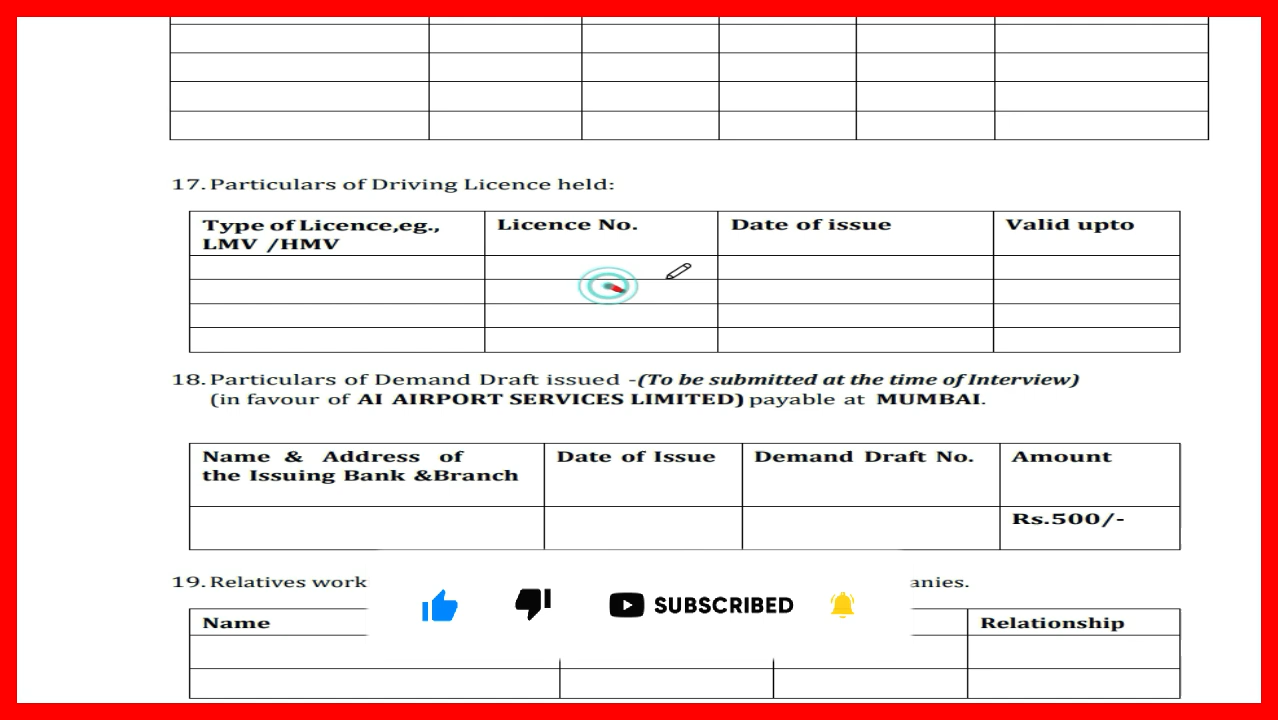 17. Particulars of Driving Licence held:
Type of Licence,eg., LMV /HMV
Licence No.
Date of issue
Valid upto
18. Particulars of Demand Draft issued -(To be submitted at the time of Interview)
(in favour of AI AIRPORT SERVICES LIMITED) payable at MUMBAI.
Name & Address of the Issuing Bank &Branch
Date of Issue
Demand Draft No.
Amount
Rs.500/-
19. Relatives
SUBSCRIBED
Name
Relationship